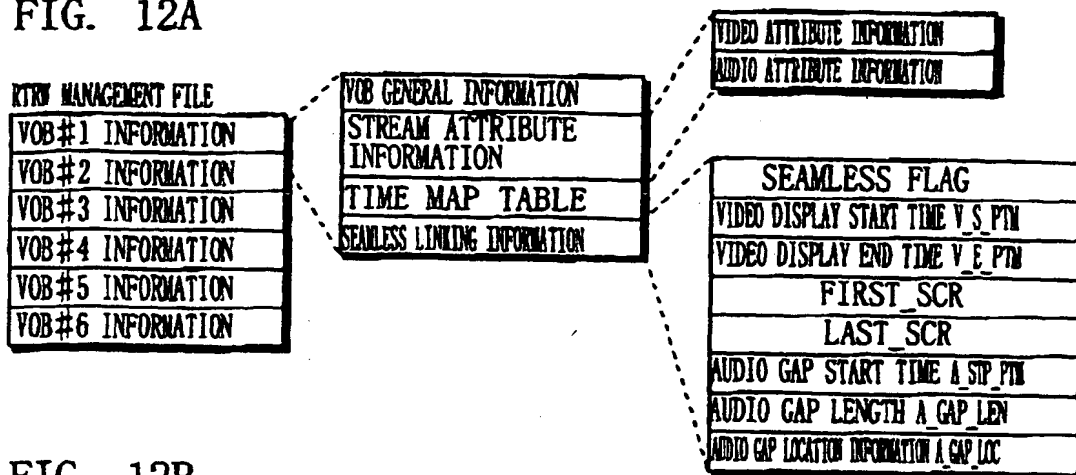 FIG. 12A
RTRW MANAGEMENT FILE
VOB#1 INFORMATION
VOB#2 INFORMATION
VOB#3 INFORMATION
VOB#4 INFORMATION
VOB#5 INFORMATION
VOB#6 INFORMATION
VOB GENERAL INFORMATION
STREAM ATTRIBUTE
INFORMATION
TIME MAP TABLE
SEAMLESS LINKING INFORMATION
VIDEO ATTRIBUTE INFORMATION
AUDIO ATTRIBUTE INFORMATION
SEAMLESS FLAG
VIDEO DISPLAY START TIME V_S_PTM
VIDEO DISPLAY END TIME V_E_PTM
FIRST_SCR
LAST_SCR
AUDIO GAP START TIME A_STP_PTM
AUDIO GAP LENGTH A_GAP_LEN
AUDIO GAP LOCATION INFORMATION A_GAP_LOC
FIG. 12B